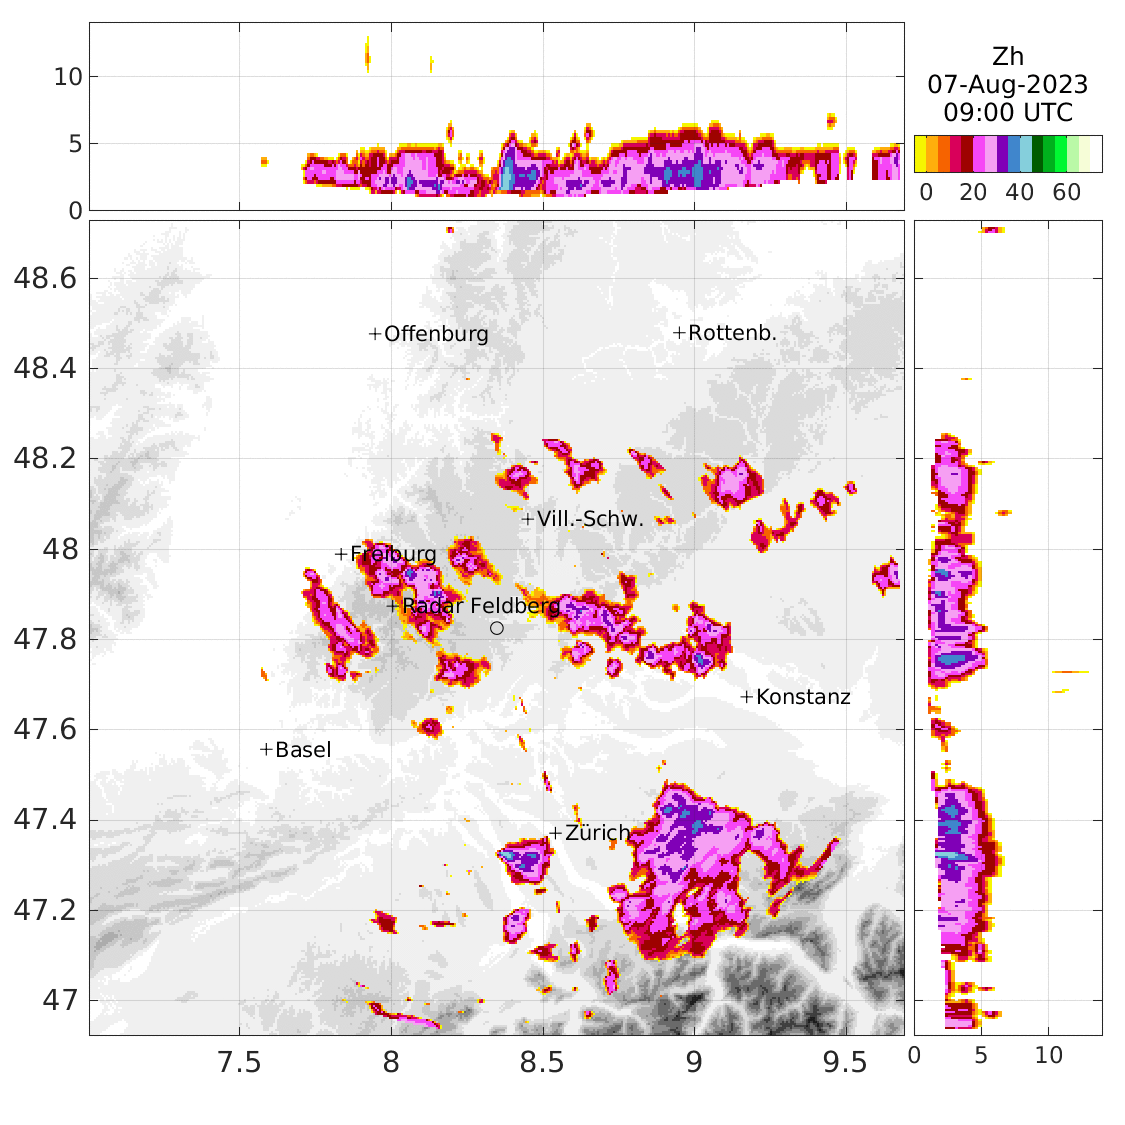 10
5
0
Zh
07-Aug-2023
09:00 UTC
0 20 40 60
48.6
48.4
48.2
48
47.8
47.6
47.4
47.2
47
+Offenburg
+Rottenb.
+Vill.-Schw.
+Freiburg
+Radar Feldberg
+Konstanz
+Basel
+Zürich
7.5 8 8.5 9 9.5
0 5 10